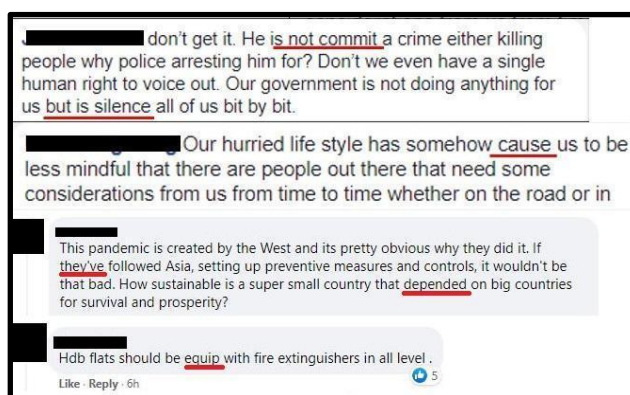 don't get it. He is not commit a crime either killing
people why police arresting him for? Don't we even have a single
human right to voice out. Our government is not doing anything for
us but is silence all of us bit by bit.
Our hurried life style has somehow cause us to be
less mindful that there are people out there that need some
considerations from us from time to time whether on the road or in
This pandemic is created by the West and its pretty obvious why they did it. If
they've followed Asia, setting up preventive measures and controls, it wouldn't be
that bad. How sustainable is a super small country that depended on big countries
for survival and prosperity?
Hdb flats should be equip with fire extinguishers in all level .
Like · Reply · 6h
5